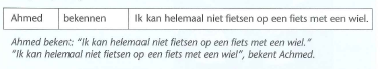 Ahmed bekennen Ik kan helemaal niet fietsen op een fiets met een wiel.
Ahmed bekent: "Ik kan helemaal niet fietsen op een fiets met een wiel."
"Ik kan helemaal niet fietsen op een fiets met een wiel", bekent Achmed.